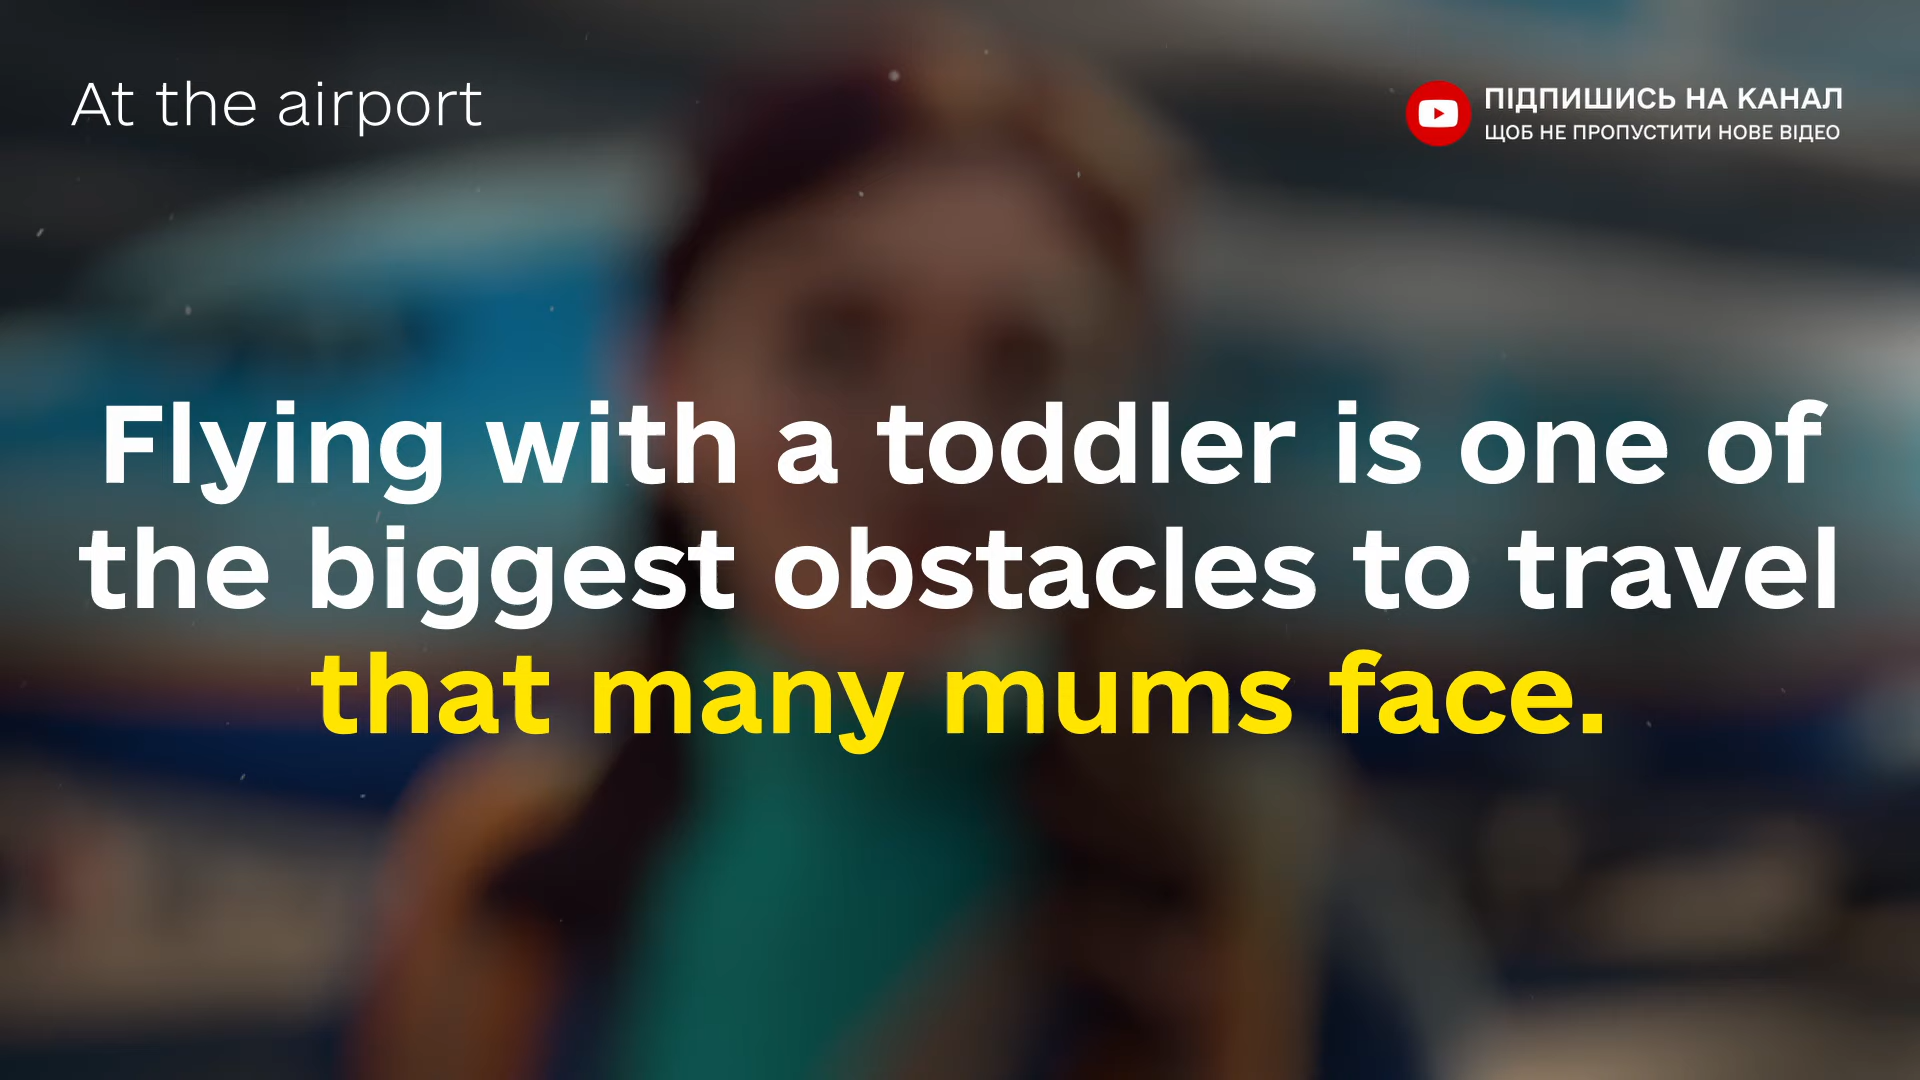 At the airport
ПІДПИШИСЬ НА КАНАЛ
ЩОБ НЕ ПРОПУСТИТИ НОВЕ ВІДЕО
Flying with a toddler is one of
the biggest obstacles to travel
that many mums face.